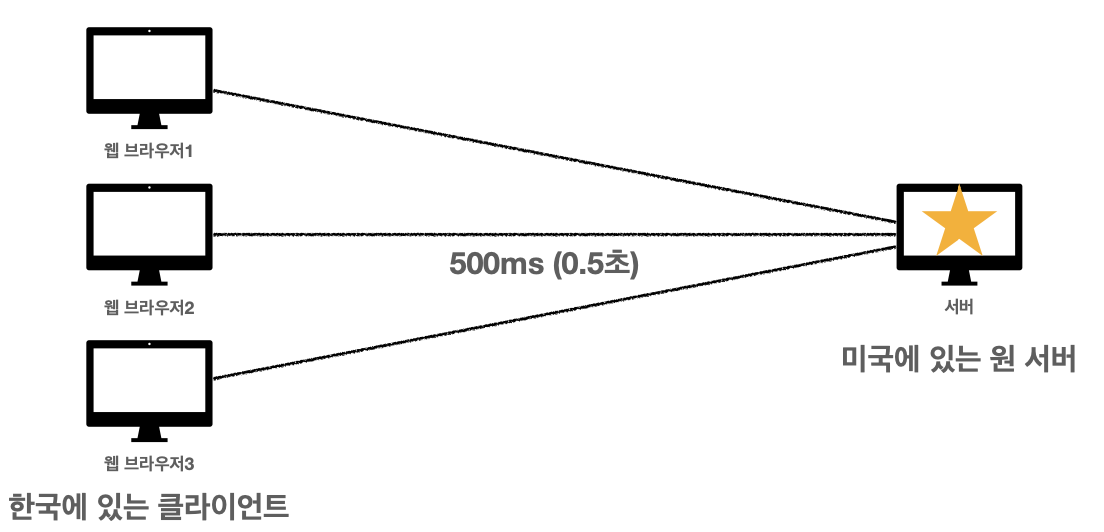 웹 브라우저1
웹 브라우저2
500ms (0.5초)
서버
미국에 있는 원 서버
웹 브라우저3
한국에 있는 클라이언트